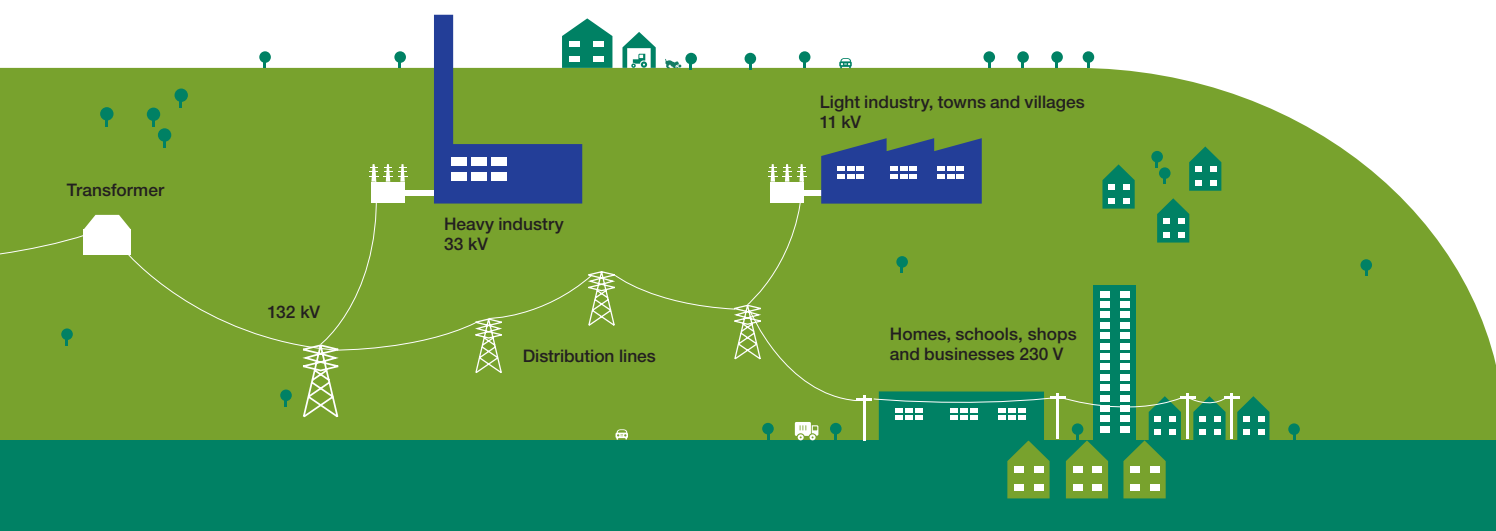 Light industry, towns and villages
11 kV
Transformer
Heavy industry
33 kV
132 kV
Distribution lines
Homes, schools, shops
and businesses 230 V